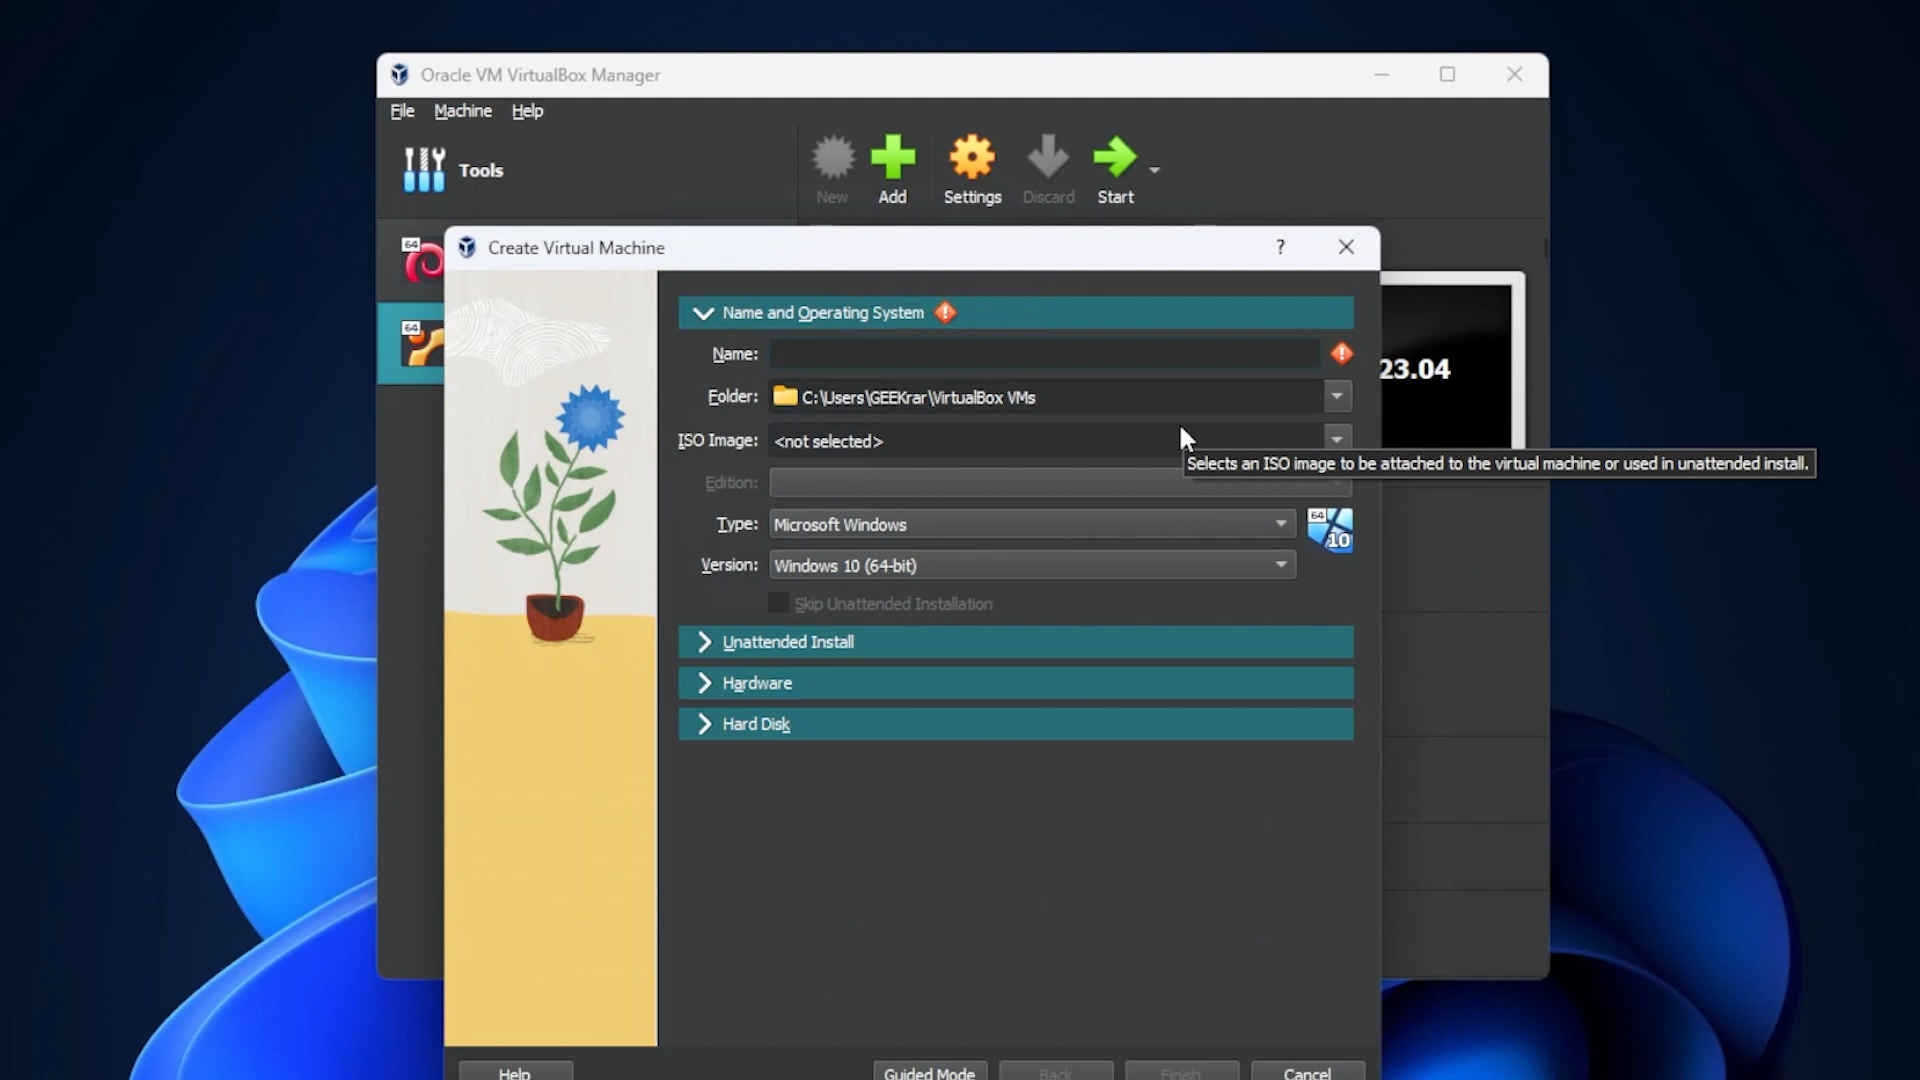 Oracle VM VirtualBox Manager
File Machine Help
Tools
New Add Settings Discard Start
64
64
Create Virtual Machine ?
Name and Operating System
Name:
23.04
Folder: C:\Users\GEEKrar\VirtualBox VMs
ISO Image: <not selected>
Selects an ISO image to be attached to the virtual machine or used in unattended install.
Edition:
Type: Microsoft Windows
64
10
Version: Windows 10 (64-bit)
Skip Unattended Installation
Unattended Install
Hardware
Hard Disk
Help Guided Mode Back Finish Cancel